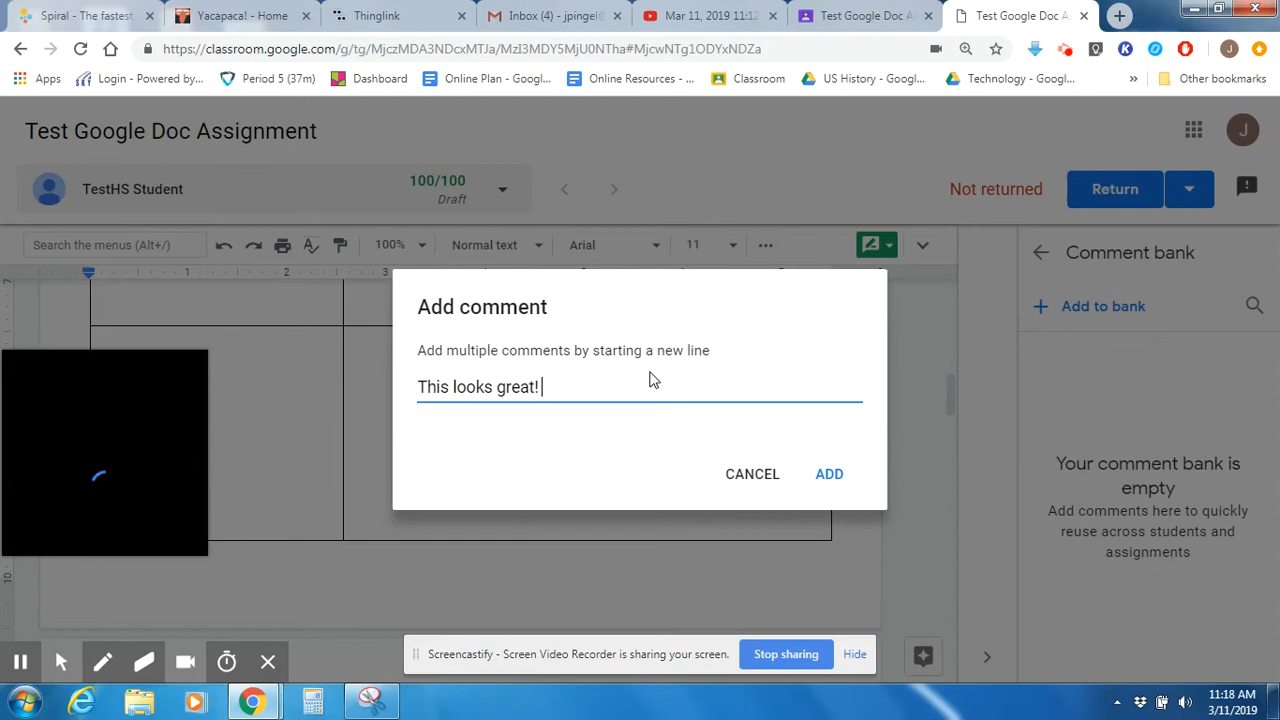 Spiral - The fastest
Yacapaca! - Home
Thinglink
Inbox (4) - jpingel@
Mar 11, 2019 11:12
Test Google Doc A
Test Google Doc A
https://classroom.google.com/g/tg/MjczMDA3NDcxMTJa/MzI3MDY5MjU0NTha#MjcwNTg1ODYxNDZa
J
Apps
Login - Powered by...
Period 5 (37m)
Dashboard
Online Plan - Googl...
Online Resources - ...
Classroom
US History - Googl...
Technology - Googl...
»
Other bookmarks
Test Google Doc Assignment
J
TestHS Student
100/100
Draft
Not returned
Return
Search the menus (Alt+/)
100%
Normal text
Arial
11
Comment bank
1 2 3
7
Add to bank
Add comment
Add multiple comments by starting a new line
This looks great!
CANCEL
ADD
Your comment bank is
empty
Add comments here to quickly
reuse across students and
assignments
10
Screencastify - Screen Video Recorder is sharing your screen.
Stop sharing
Hide
11:18 AM
3/11/2019